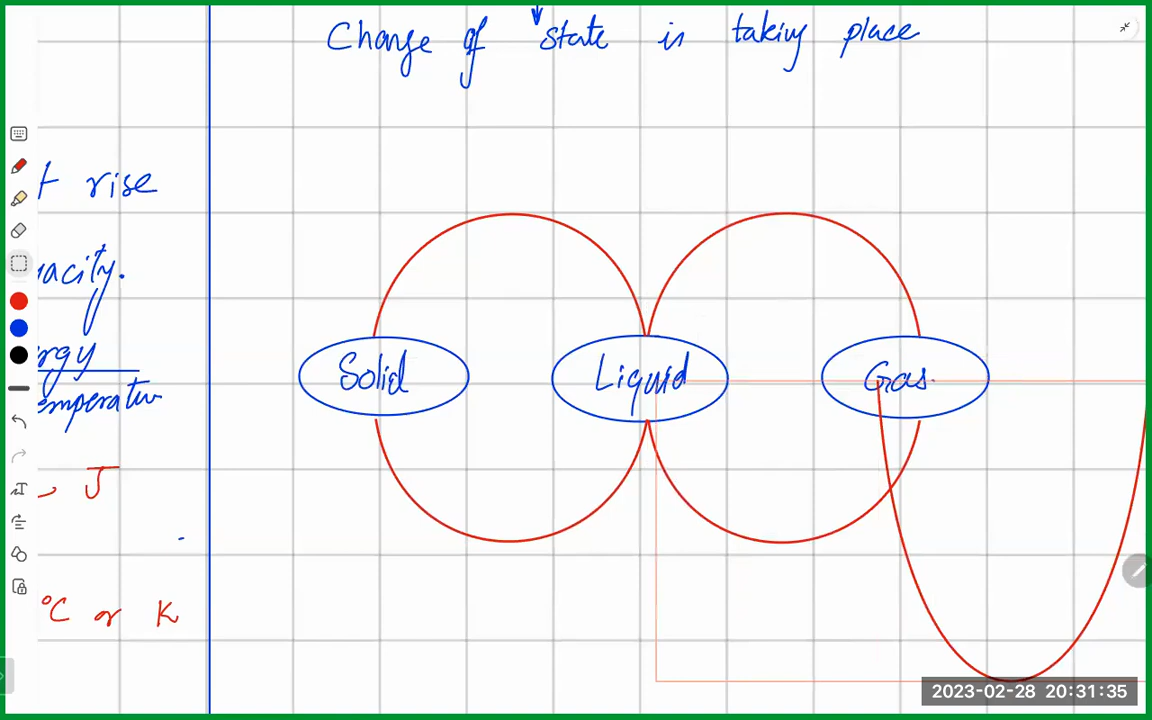 Change of state is taking place
rise
acity.
rgy
emperatur
J
°C or K
Solid
Liquid
Gas.
2023-02-28 20:31:35